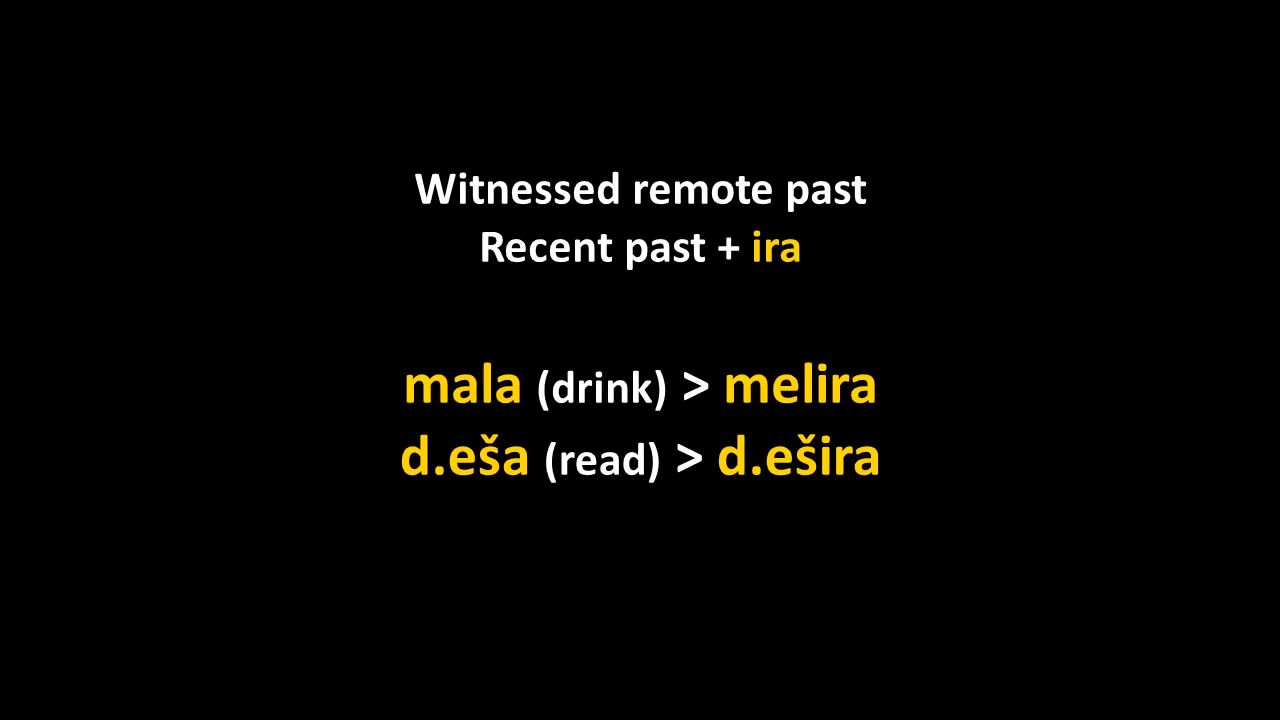 Witnessed remote past
Recent past + ira
mala (drink) > melira
d.eša (read) > d.ešira